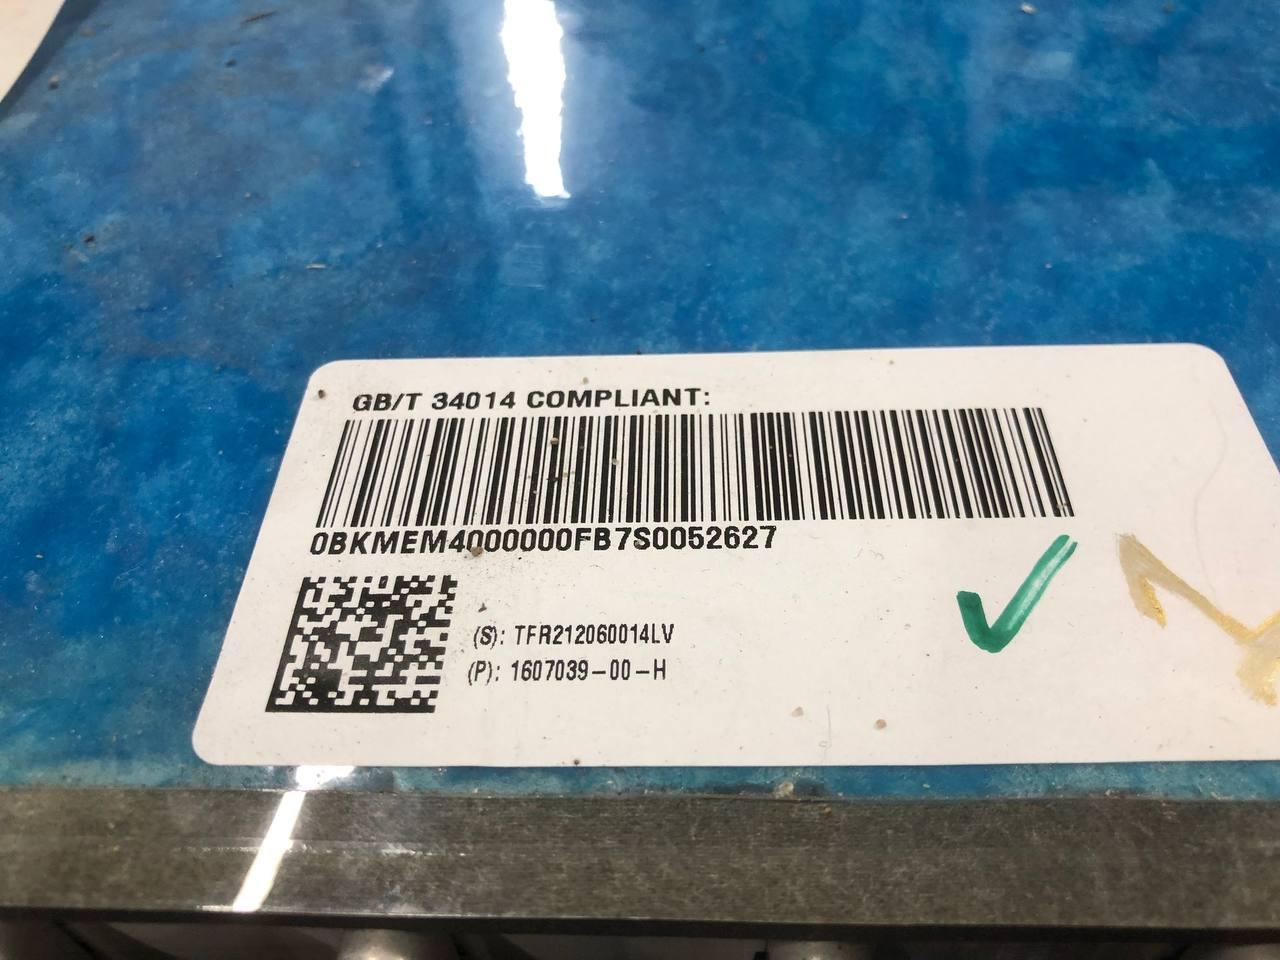 GB/T 34014 COMPLIANT:
0BKMEM4000000FB7S0052627
(S): TFR212060014LV
(P): 1607039-00-H